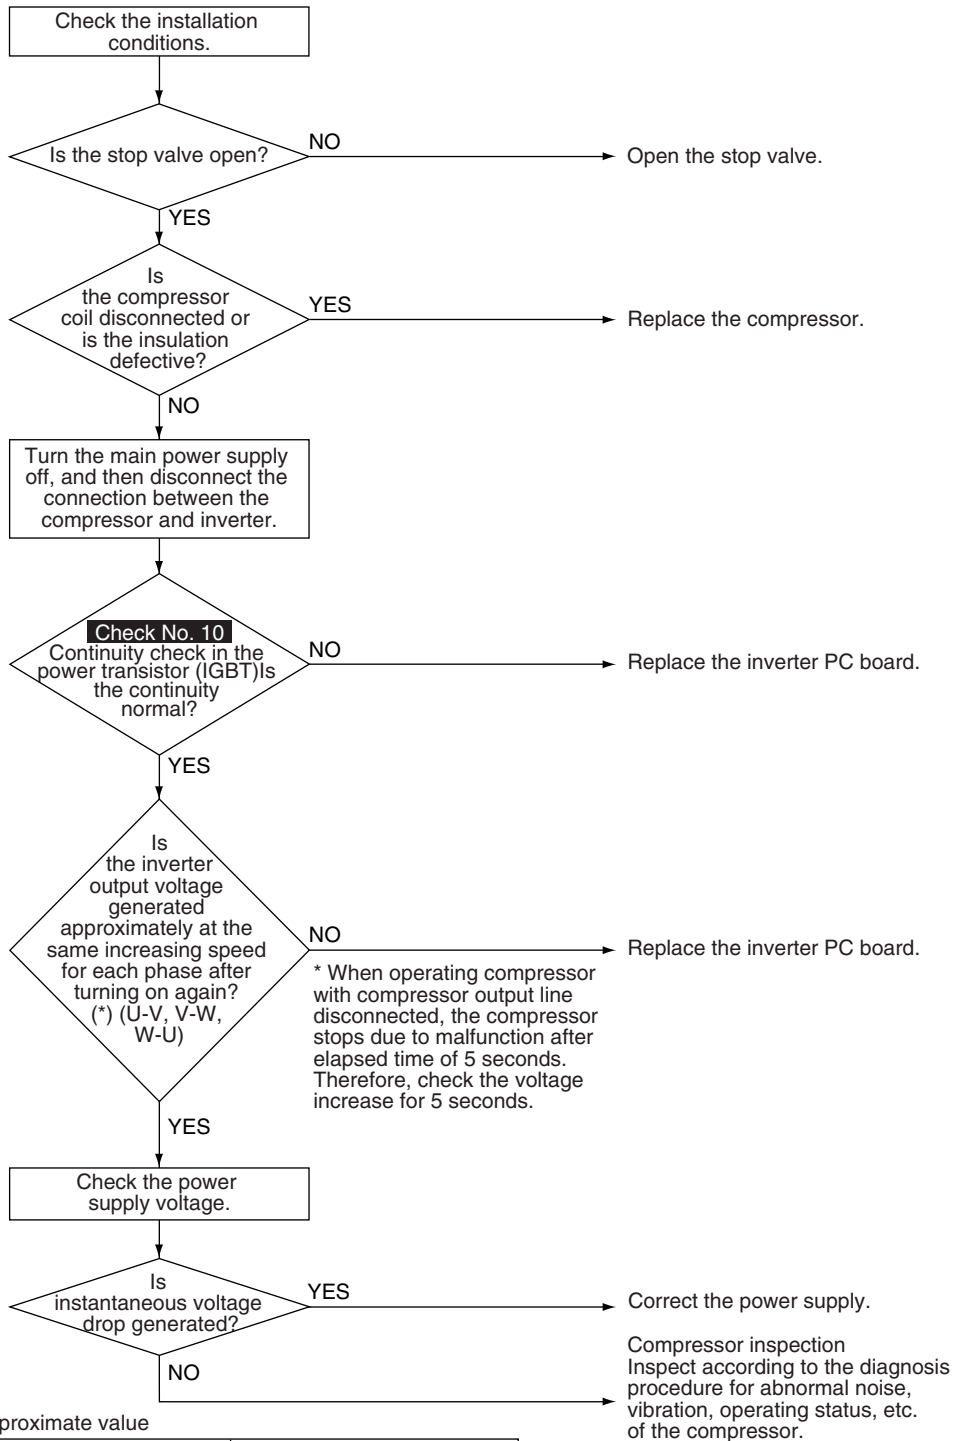 Check the installation
conditions.
Is the stop valve open?
NO
Open the stop valve.
YES
Is
the compressor
coil disconnected or
is the insulation
defective?
YES
Replace the compressor.
NO
Turn the main power supply
off, and then disconnect the
connection between the
compressor and inverter.
Check No. 10
Continuity check in the
power transistor (IGBT)Is
the continuity
normal?
NO
Replace the inverter PC board.
YES
Is
the inverter
output voltage
generated
approximately at the
same increasing speed
for each phase after
turning on again?
(*) (U-V, V-W,
W-U)
NO
Replace the inverter PC board.
* When operating compressor
with compressor output line
disconnected, the compressor
stops due to malfunction after
elapsed time of 5 seconds.
Therefore, check the voltage
increase for 5 seconds.
YES
Check the power
supply voltage.
Is
instantaneous voltage
drop generated?
YES
Correct the power supply.
NO
Compressor inspection
Inspect according to the diagnosis
procedure for abnormal noise,
vibration, operating status, etc.
of the compressor.
proximate value